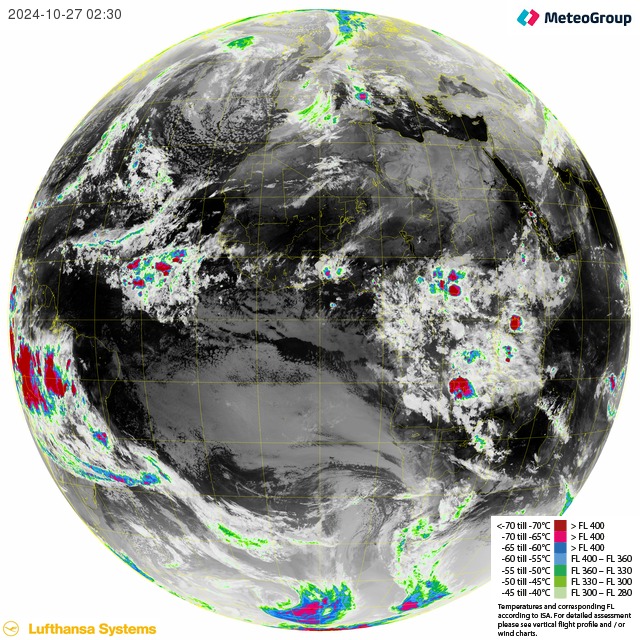 2024-10-27 02:30
MeteoGroup
<-70 till -70°C > FL 400
-70 till -65°C > FL 400
-65 till -60°C > FL 400
-60 till -55°C FL 400 – FL 360
-55 till -50°C FL 360 – FL 330
-50 till -45°C FL 330 – FL 300
-45 till -40°C FL 300 – FL 280
Temperatures and corresponding FL
according to ISA. For detailed assessment
please see vertical flight profile and / or
wind charts.
Lufthansa Systems